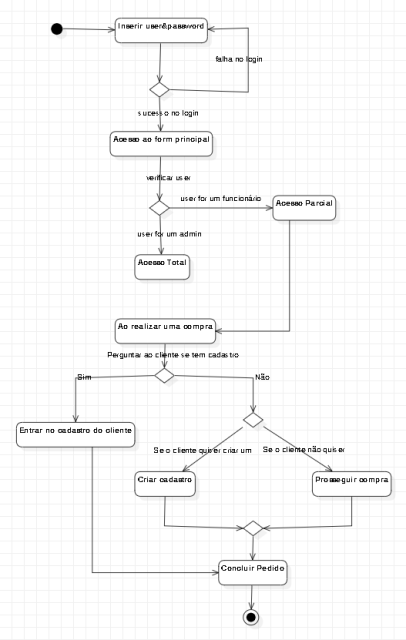 Inserir user&password
falha no login
sucesso no login
Acesso ao form principal
verificar user
user for um funcionário
Acesso Parcial
user for um admin
Acesso Total
Ao realizar uma compra
Perguntar ao cliente se tem cadastro
Sim
Não
Entrar no cadastro do cliente
Se o cliente quiser criar um
Se o cliente não quiser
Criar cadastro
Prosseguir compra
Concluir Pedido